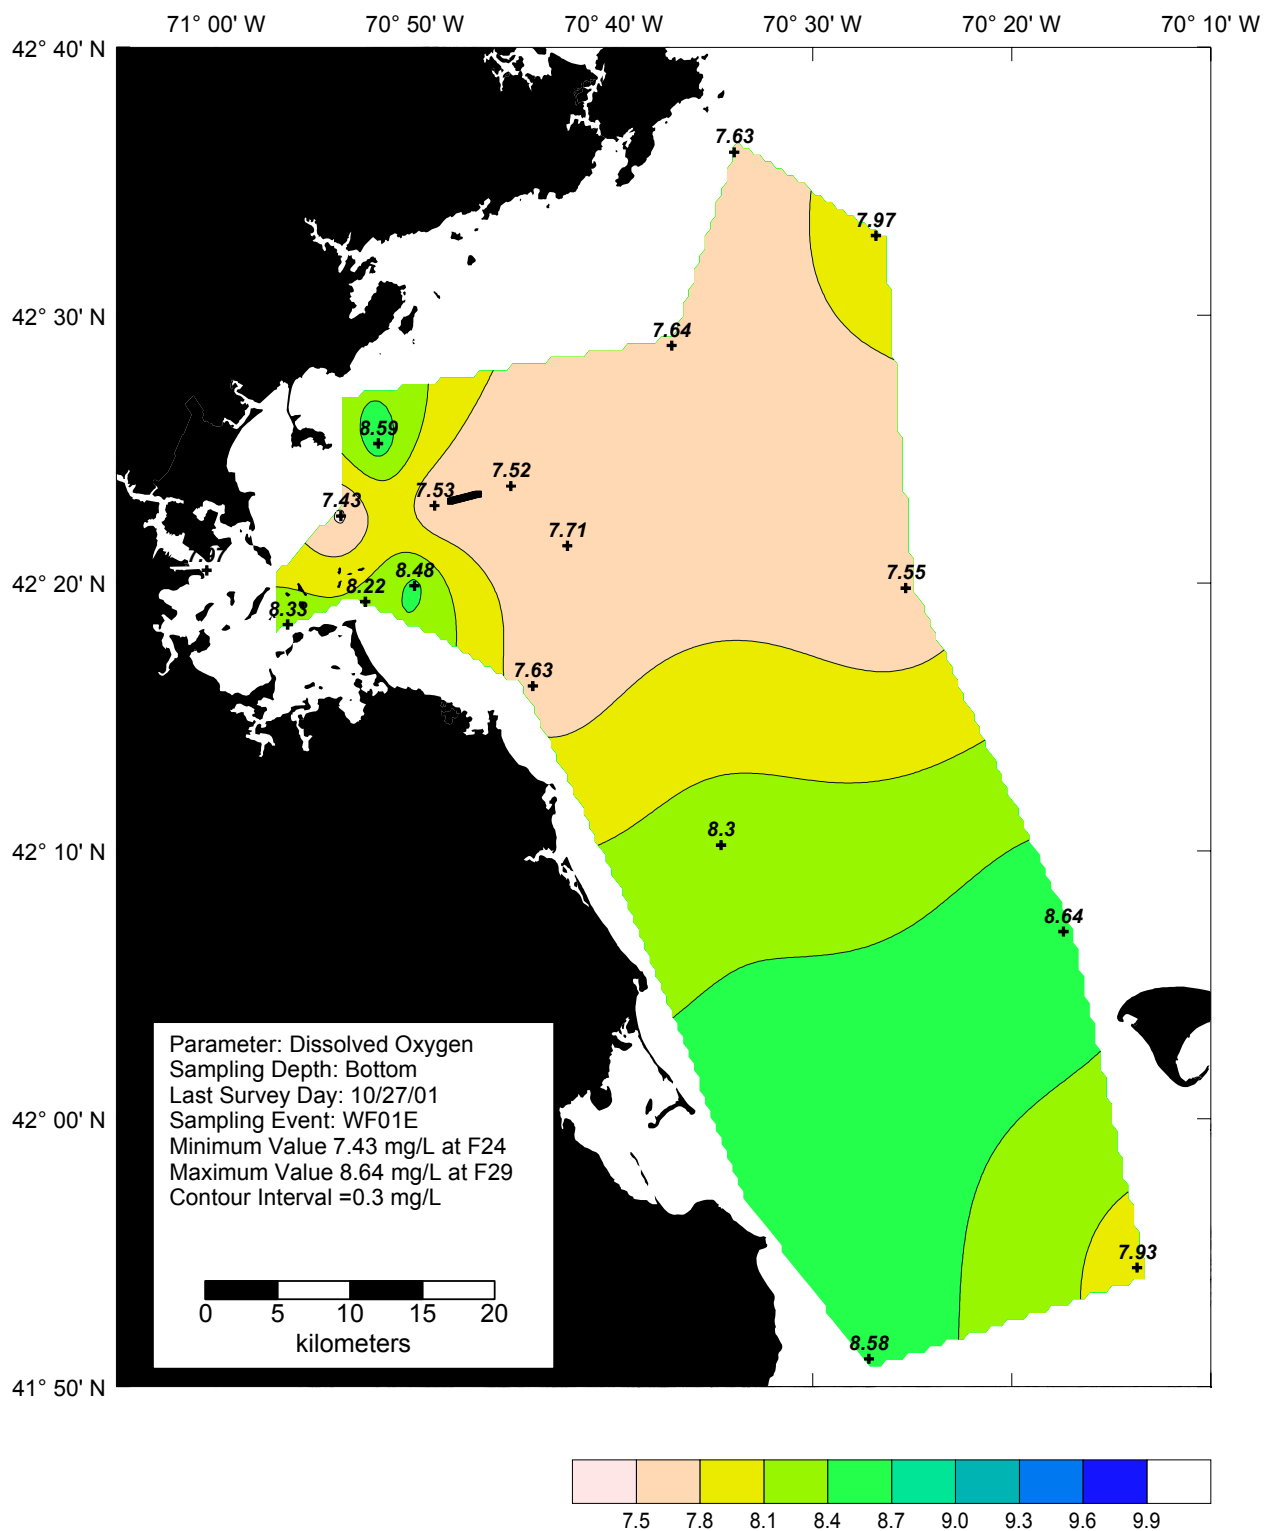 71° 00' W 70° 50' W 70° 40' W 70° 30' W 70° 20' W 70° 10' W
42° 40' N
7.63
7.97
42° 30' N
7.64
8.59
7.52
7.53
7.43
7.71
7.97
42° 20' N
8.48
7.55
8.22
8.33
7.63
8.3
42° 10' N
8.64
Parameter: Dissolved Oxygen
Sampling Depth: Bottom
Last Survey Day: 10/27/01
Sampling Event: WF01E
Minimum Value 7.43 mg/L at F24
Maximum Value 8.64 mg/L at F29
Contour Interval =0.3 mg/L
42° 00' N
7.93
0 5 10 15 20
kilometers
8.58
41° 50' N
7.5 7.8 8.1 8.4 8.7 9.0 9.3 9.6 9.9